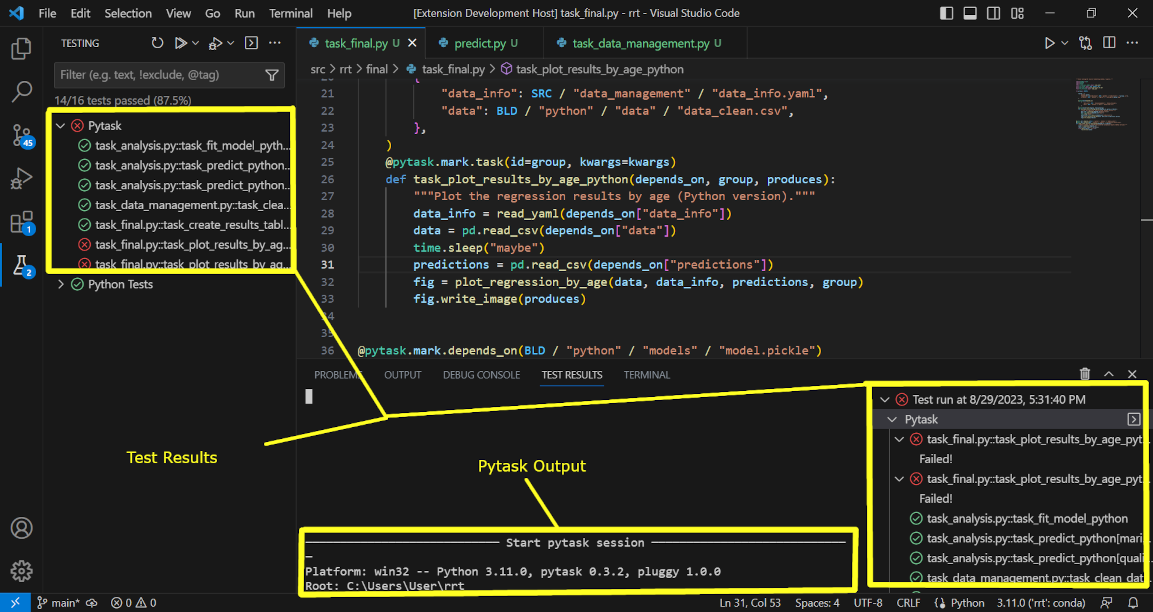 File Edit Selection View Go Run Terminal Help [Extension Development Host] task_final.py - rrt - Visual Studio Code
TESTING
task_final.py U
predict.py U
task_data_management.py U
Filter (e.g. text, !exclude, @tag)
14/16 tests passed (87.5%)
Pytask
task_analysis.py::task_fit_model_pyth...
task_analysis.py::task_predict_python...
task_analysis.py::task_predict_python...
task_data_management.py::task_clea...
task_final.py::task_create_results_tabl...
task_final.py::task_plot_results_by_ag...
task_final.py::task_plot_results_by_ag...
Python Tests
45
1
2
src > rrt > final > task_final.py > task_plot_results_by_age_python
21 "data_info": SRC / "data_management" / "data_info.yaml",
22 "data": BLD / "python" / "data" / "data_clean.csv",
23 },
24 )
25 @pytask.mark.task(id=group, kwargs=kwargs)
26 def task_plot_results_by_age_python(depends_on, group, produces):
27 """Plot the regression results by age (Python version)."""
28 data_info = read_yaml(depends_on["data_info"])
29 data = pd.read_csv(depends_on["data"])
30 time.sleep("maybe")
31 predictions = pd.read_csv(depends_on["predictions"])
32 fig = plot_regression_by_age(data, data_info, predictions, group)
33 fig.write_image(produces)
34
35
36 @pytask.mark.depends_on(BLD / "python" / "models" / "model.pickle")
PROBLEMS OUTPUT DEBUG CONSOLE TEST RESULTS TERMINAL
Test Results
Pytask Output
Start pytask session
Platform: win32 -- Python 3.11.0, pytask 0.3.2, pluggy 1.0.0
Root: C:\Users\User\rrt
Test run at 8/29/2023, 5:31:40 PM
Pytask
task_final.py::task_plot_results_by_age_pyt...
Failed!
task_final.py::task_plot_results_by_age_pyt...
Failed!
task_analysis.py::task_fit_model_python
task_analysis.py::task_predict_python[mari...
task_analysis.py::task_predict_python[quali...
task_data_management.py::task_clean_dat...
main* 0 0 Ln 31, Col 53 Spaces: 4 UTF-8 CRLF Python 3.11.0 ('rrt': conda)